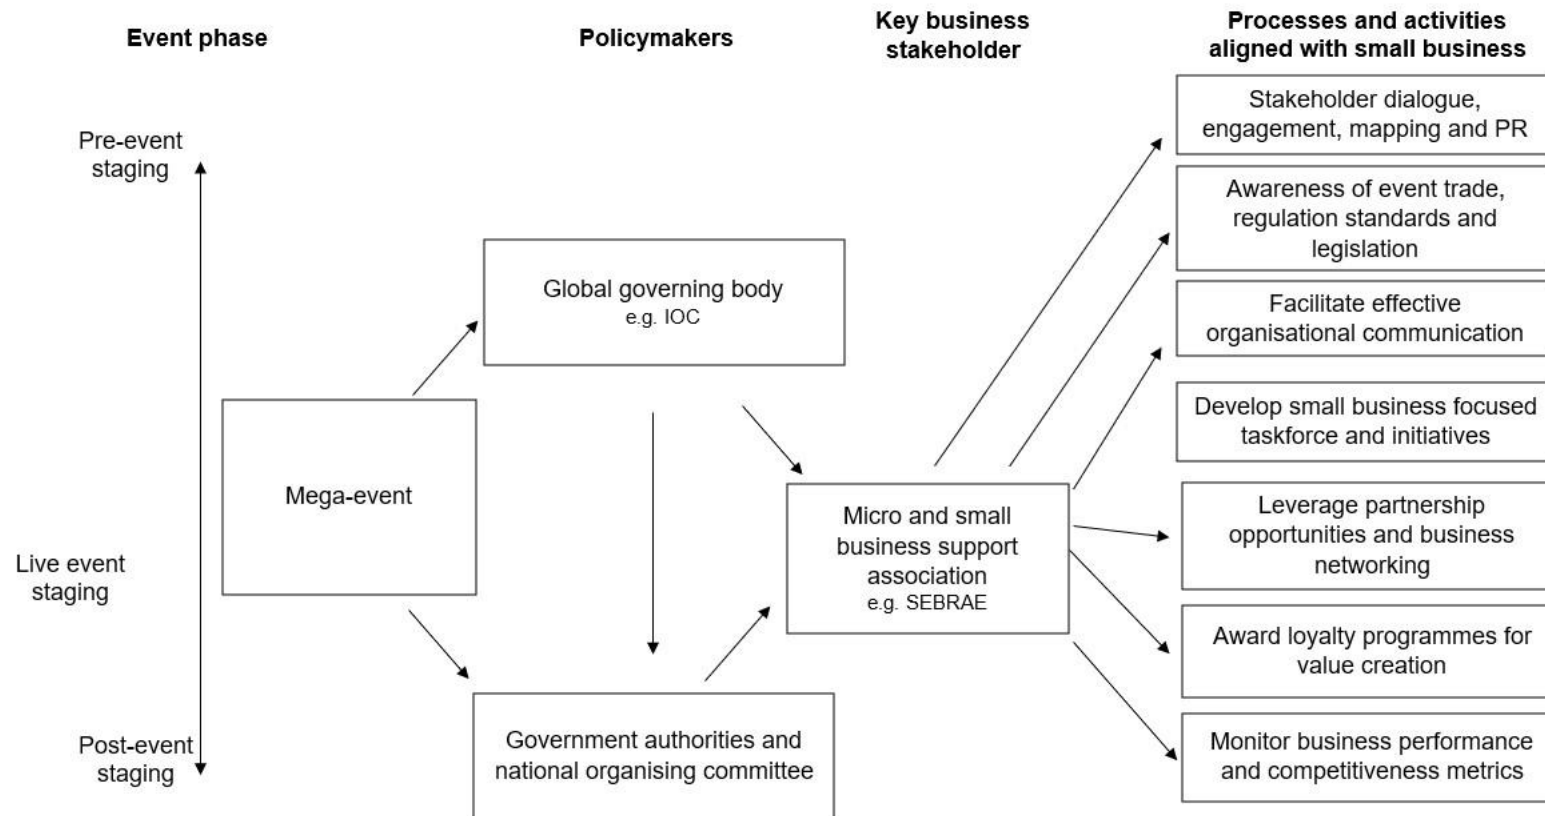 Event phase
Policymakers
Key business
stakeholder
Processes and activities
aligned with small business
Pre-event
staging
Live event
staging
Post-event
staging
Mega-event
Global governing body
e.g. IOC
Government authorities and
national organising committee
Micro and small
business support
association
e.g. SEBRAE
Stakeholder dialogue,
engagement, mapping and PR
Awareness of event trade,
regulation standards and
legislation
Facilitate effective
organisational communication
Develop small business focused
taskforce and initiatives
Leverage partnership
opportunities and business
networking
Award loyalty programmes for
value creation
Monitor business performance
and competitiveness metrics